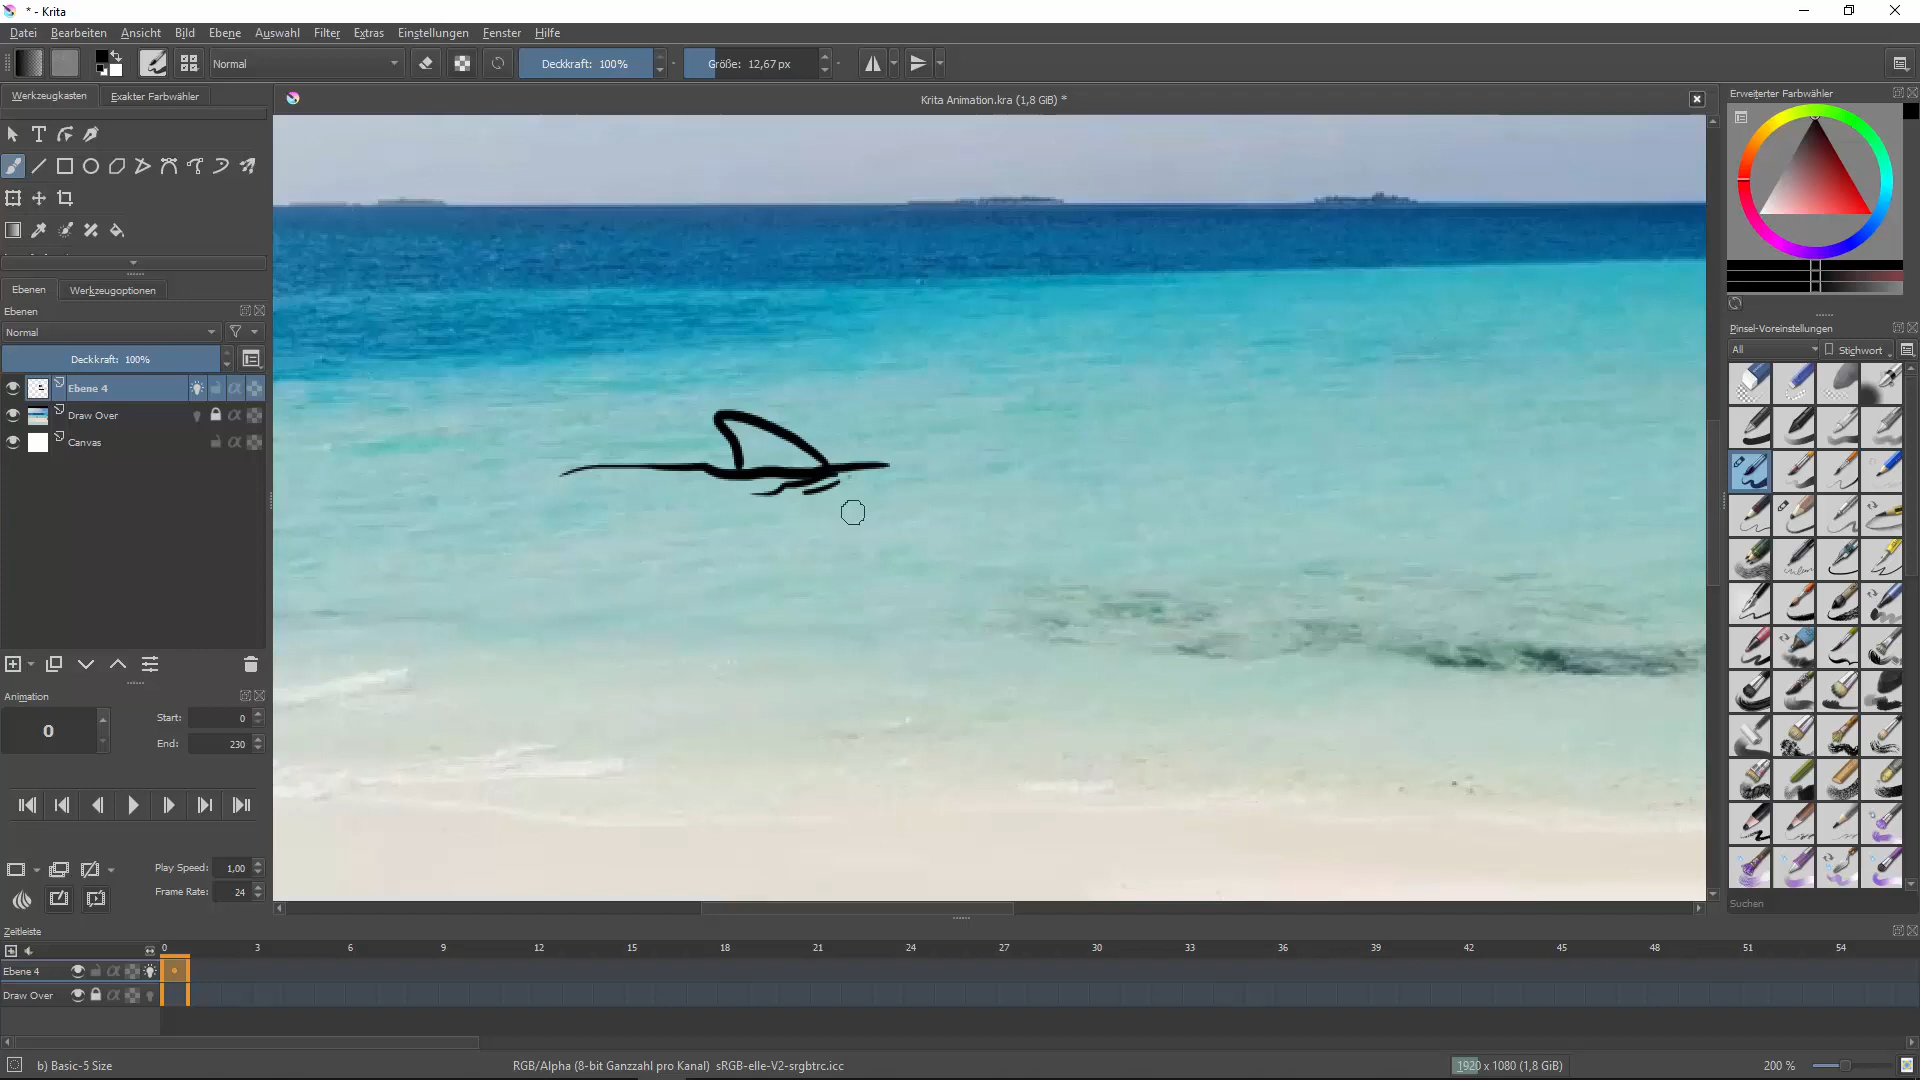 * - Krita
Datei Bearbeiten Ansicht Bild Ebene Auswahl Filter Extras Einstellungen Fenster Hilfe
Normal Deckkraft: 100% Größe: 12,67 px
Werkzeugkasten Exakter Farbwähler
Krita Animation.kra (1,8 GiB) *
Erweiterter Farbwähler
Ebenen Werkzeugoptionen
Ebenen
Normal
Deckkraft: 100%
Ebene 4
Draw Over
Canvas
Pinsel-Voreinstellungen
All Stichwort
Suchen
Animation
0
Start: 0
End: 230
Play Speed: 1,00
Frame Rate: 24
Zeitleiste
0 3 6 9 12 15 18 21 24 27 30 33 36 39 42 45 48 51 54
Ebene 4
Draw Over
b) Basic-5 Size RGB/Alpha (8-bit Ganzzahl pro Kanal) sRGB-elle-V2-srgbtrc.icc 1920 x 1080 (1,8 GiB) 200 %